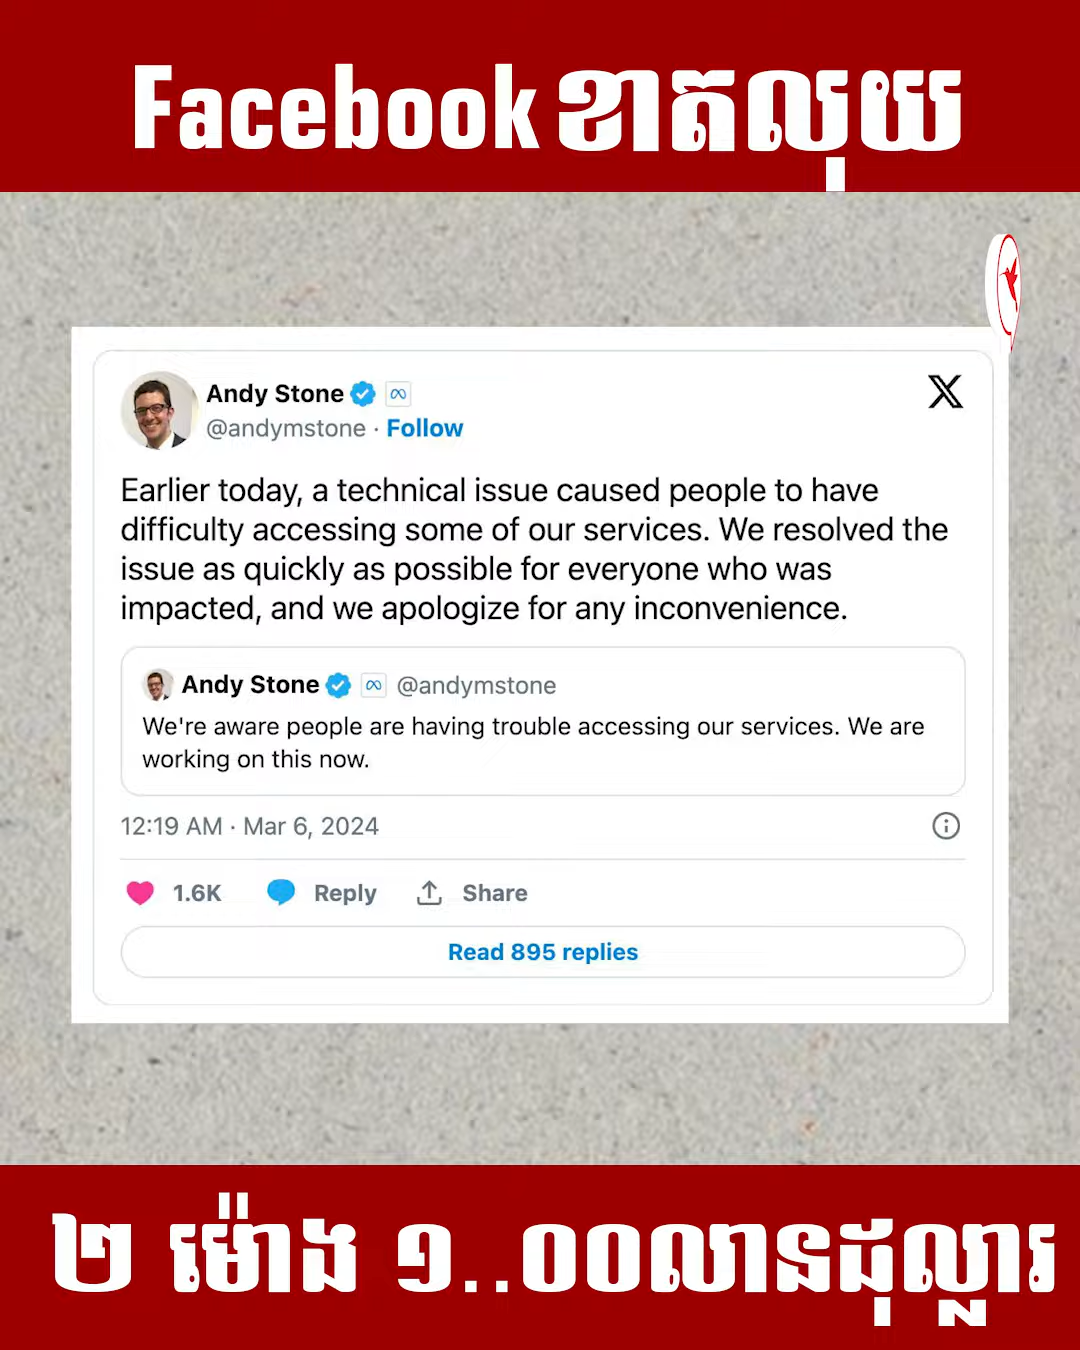 Facebook ខាតលុយ
Andy Stone
@andymstone · Follow
Earlier today, a technical issue caused people to have
difficulty accessing some of our services. We resolved the
issue as quickly as possible for everyone who was
impacted, and we apologize for any inconvenience.
Andy Stone @andymstone
We're aware people are having trouble accessing our services. We are
working on this now.
12:19 AM · Mar 6, 2024
1.6K Reply Share
Read 895 replies
២ ម៉ោង ១..០០លានដុល្លារ